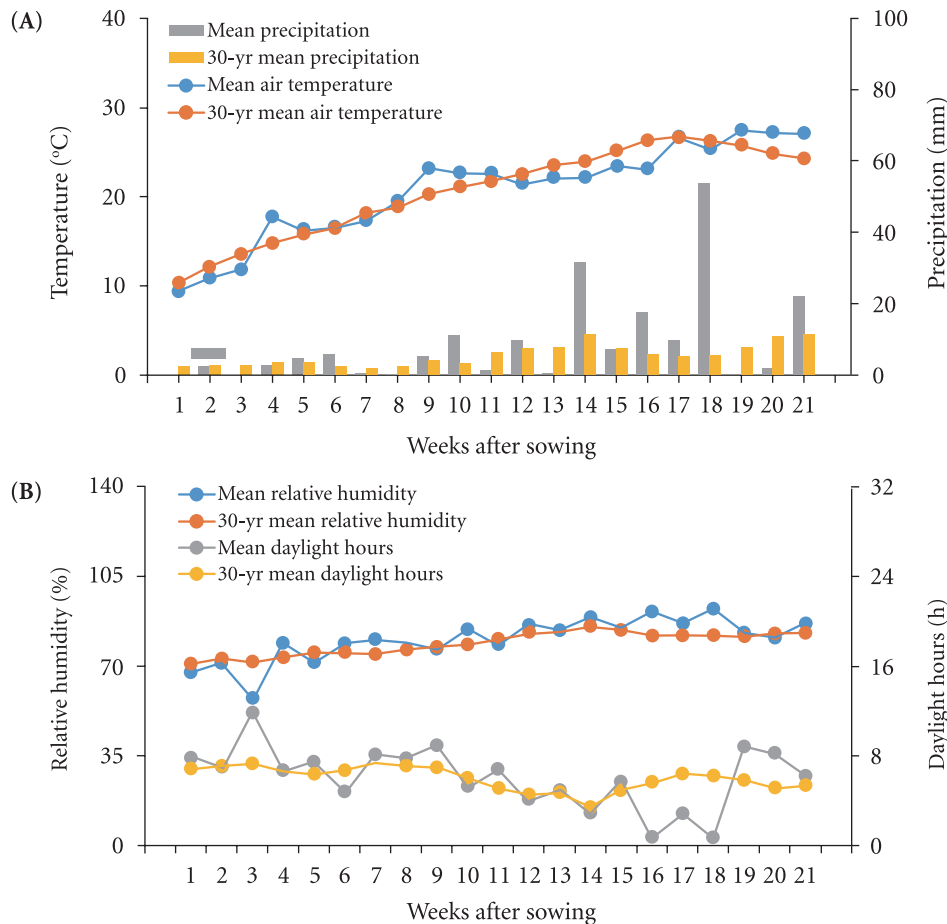 (A)
40
30
20
10
0
Temperature (°C)
Mean precipitation
30-yr mean precipitation
Mean air temperature
30-yr mean air temperature
100
80
60
40
20
0
Precipitation (mm)
1 2 3 4 5 6 7 8 9 10 11 12 13 14 15 16 17 18 19 20 21
Weeks after sowing
(B)
140
105
70
35
0
Relative humidity (%)
Mean relative humidity
30-yr mean relative humidity
Mean daylight hours
30-yr mean daylight hours
32
24
16
8
0
Daylight hours (h)
1 2 3 4 5 6 7 8 9 10 11 12 13 14 15 16 17 18 19 20 21
Weeks after sowing